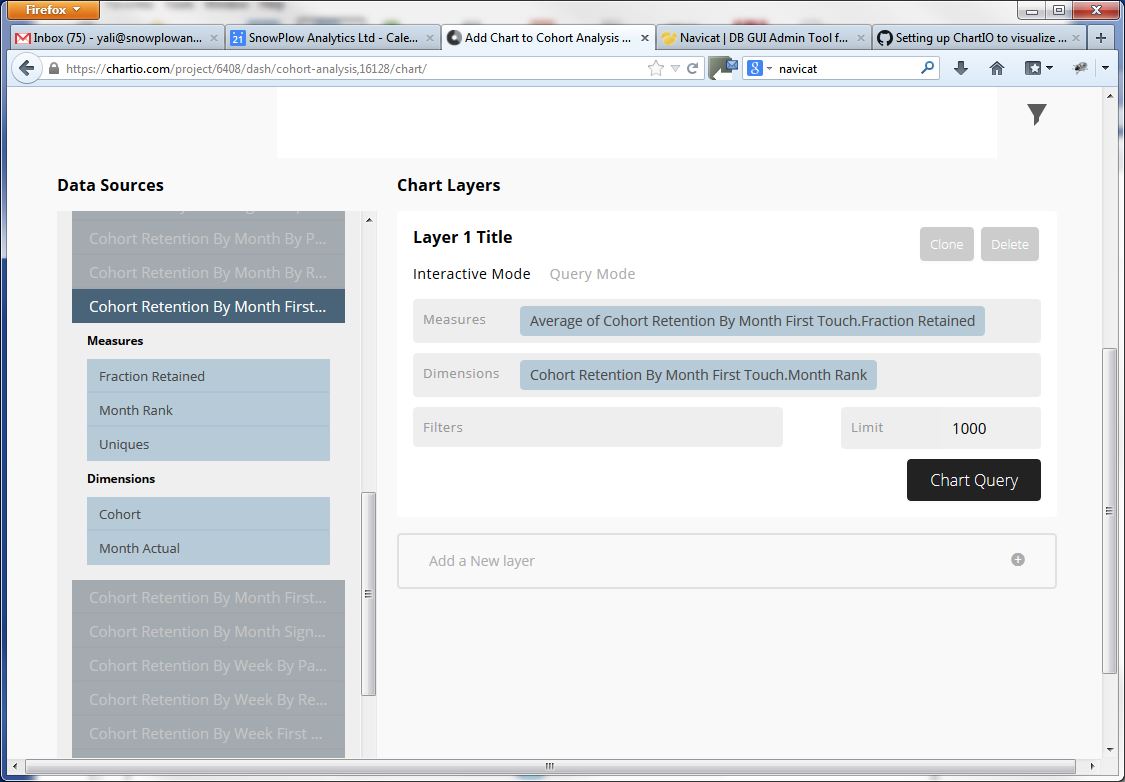 Firefox
Inbox (75) - yali@snowplowan...
21 SnowPlow Analytics Ltd - Cale...
Add Chart to Cohort Analysis ...
Navicat | DB GUI Admin Tool f...
Setting up ChartIO to visualize ...
https://chartio.com/project/6408/dash/cohort-analysis,16128/chart/
8 navicat
Data Sources
Cohort Retention By Month By P...
Cohort Retention By Month By R...
Cohort Retention By Month First...
Measures
Fraction Retained
Month Rank
Uniques
Dimensions
Cohort
Month Actual
Cohort Retention By Month First...
Cohort Retention By Month Sign...
Cohort Retention By Week By Pa...
Cohort Retention By Week By Re...
Cohort Retention By Week First ...
Chart Layers
Layer 1 Title
Clone
Delete
Interactive Mode
Query Mode
Measures
Average of Cohort Retention By Month First Touch.Fraction Retained
Dimensions
Cohort Retention By Month First Touch.Month Rank
Filters
Limit
1000
Chart Query
Add a New layer